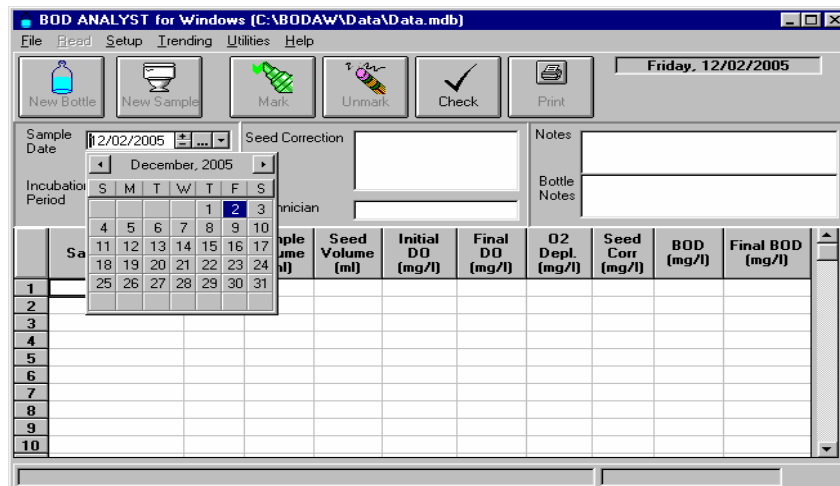 BOD ANALYST for Windows (C:\BODAW\Data\Data.mdb)
File Read Setup Trending Utilities Help
New Bottle New Sample Mark Unmark Check Print
Friday, 12/02/2005
Sample Date 12/02/2005 ... Seed Correction Notes
December, 2005
Incubation Period
Bottle Notes
S M T W T F S
1 2 3
4 5 6 7 8 9 10
11 12 13 14 15 16 17
18 19 20 21 22 23 24
25 26 27 28 29 30 31
Seed Volume (ml) Initial DO (mg/l) Final DO (mg/l) O2 Depl. (mg/l) Seed Corr (mg/l) BOD (mg/l) Final BOD (mg/l)
1
2
3
4
5
6
7
8
9
10